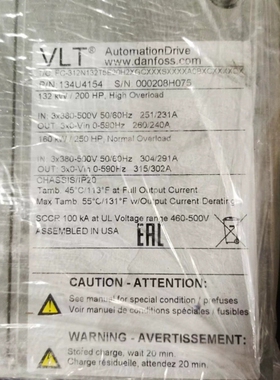 VLT® AutomationDrive
www.danfoss.com
P/N 134U4154 S/N 000208H075
132 kW / 200 HP, High Overload
IN 3x380-500V 50/60Hz 251/231A
OUT 3x0-Vin 0-590Hz 260/240A
160 kW / 250 HP, Normal Overload
IN 3x380-500V 50/60Hz 304/291A
OUT 3x0-Vin 0-590Hz 315/302A
CHASSIS/IP20
Tamb. 45°C/113°F at Full Output Current
Max Tamb. 55°C/131°F w/Output Current Derating
SCCR 100 kA at UL Voltage range 460-500V
ASSEMBLED IN USA
EAC
CAUTION - ATTENTION:
See manual for special condition / prefuses
Voir manuel de conditions speciales / fusibles
WARNING - AVERTISSEMENT:
Stored charge, wait 20 min.
Charge residuelle, attendez 20 min.